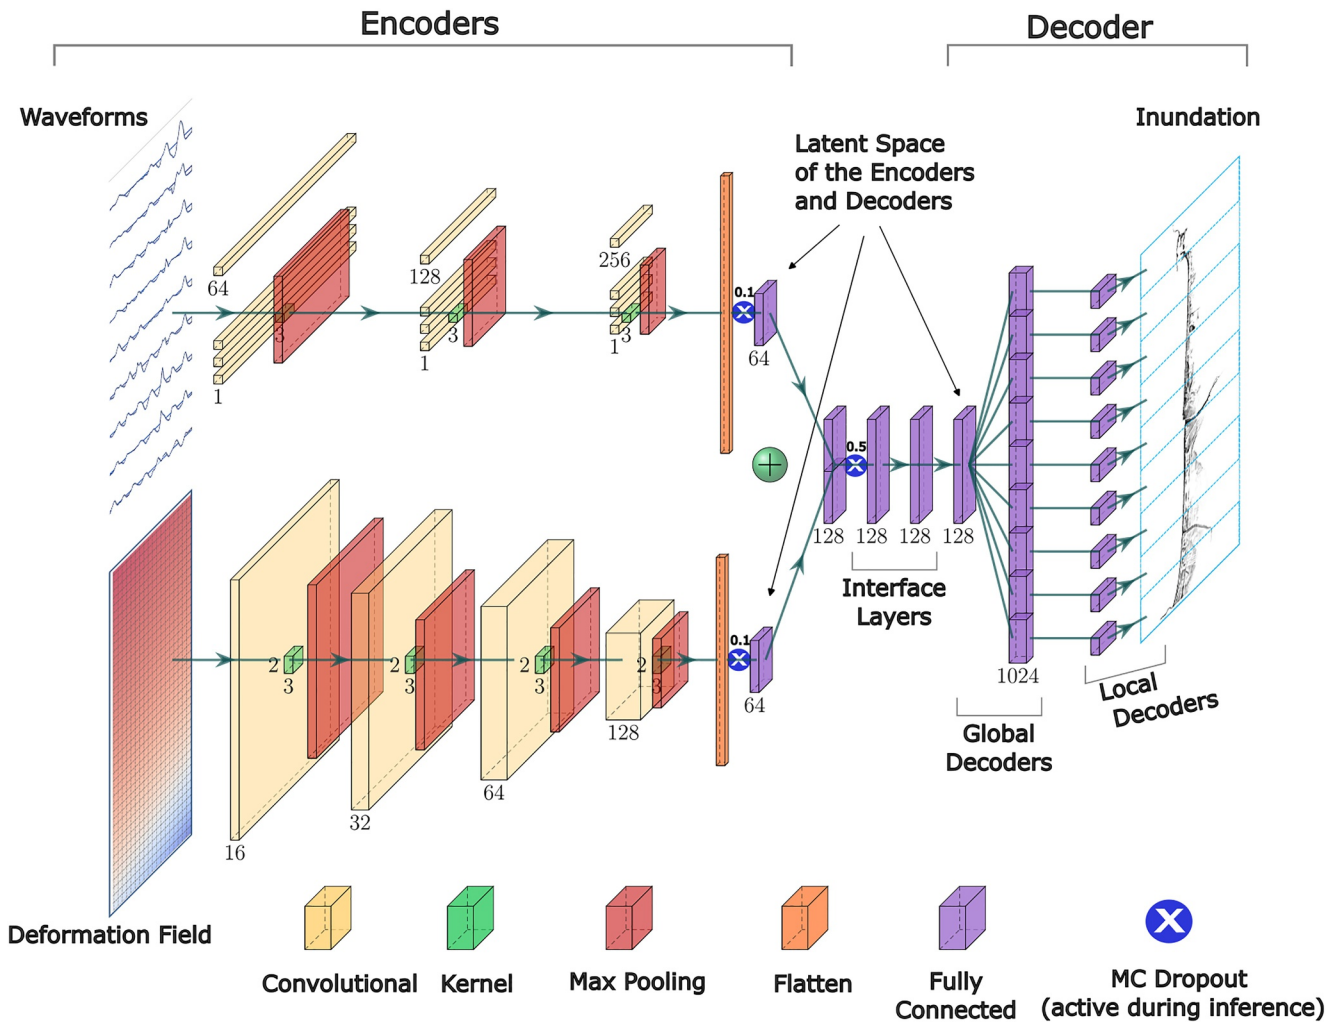 Encoders
Decoder
Waveforms
Inundation
Latent Space
of the Encoders
and Decoders
64
3
1
128
3
1
256
3
1
0.1
64
0.5
128
128
128
128
Interface
Layers
2
3
16
2
3
32
2
3
64
2
3
128
0.1
64
1024
Global
Decoders
Local
Decoders
Deformation Field
Convolutional
Kernel
Max Pooling
Flatten
Fully
Connected
MC Dropout
(active during inference)